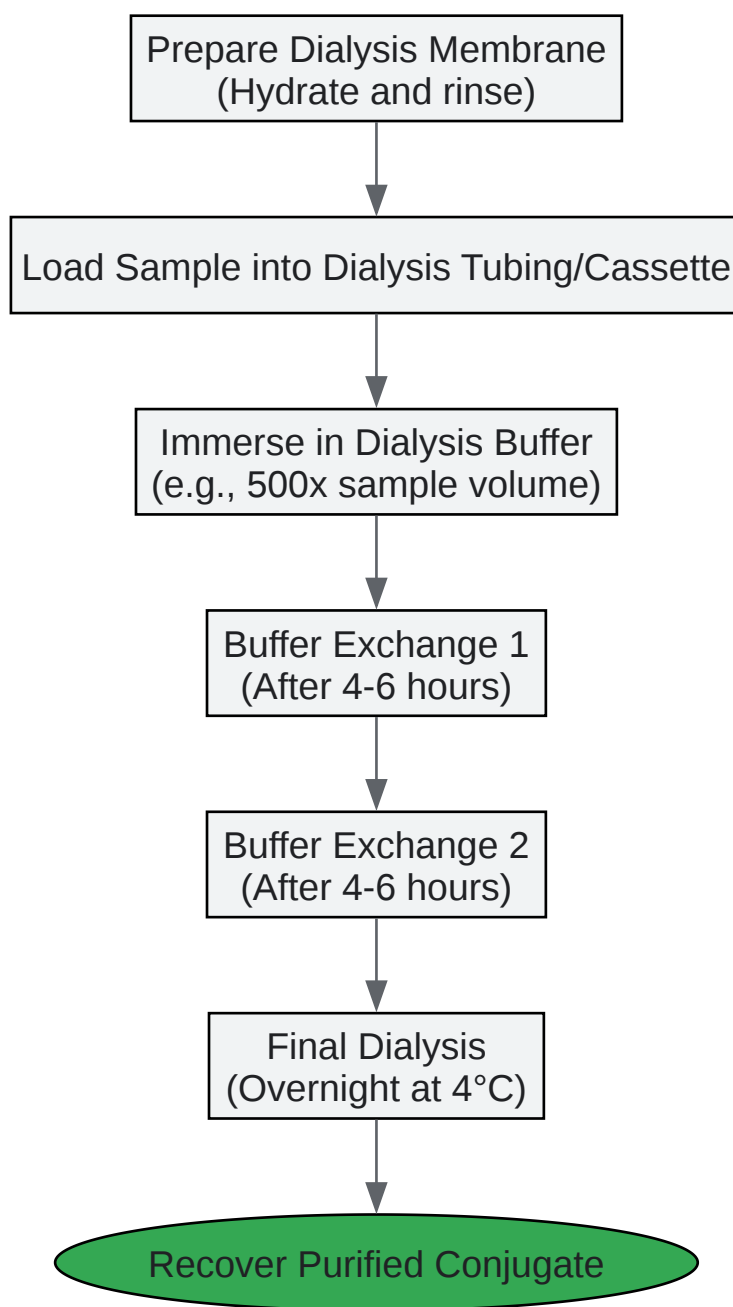 Prepare Dialysis Membrane
(Hydrate and rinse)
Load Sample into Dialysis Tubing/Cassette
Immerse in Dialysis Buffer
(e.g., 500x sample volume)
Buffer Exchange 1
(After 4-6 hours)
Buffer Exchange 2
(After 4-6 hours)
Final Dialysis
(Overnight at 4°C)
Recover Purified Conjugate